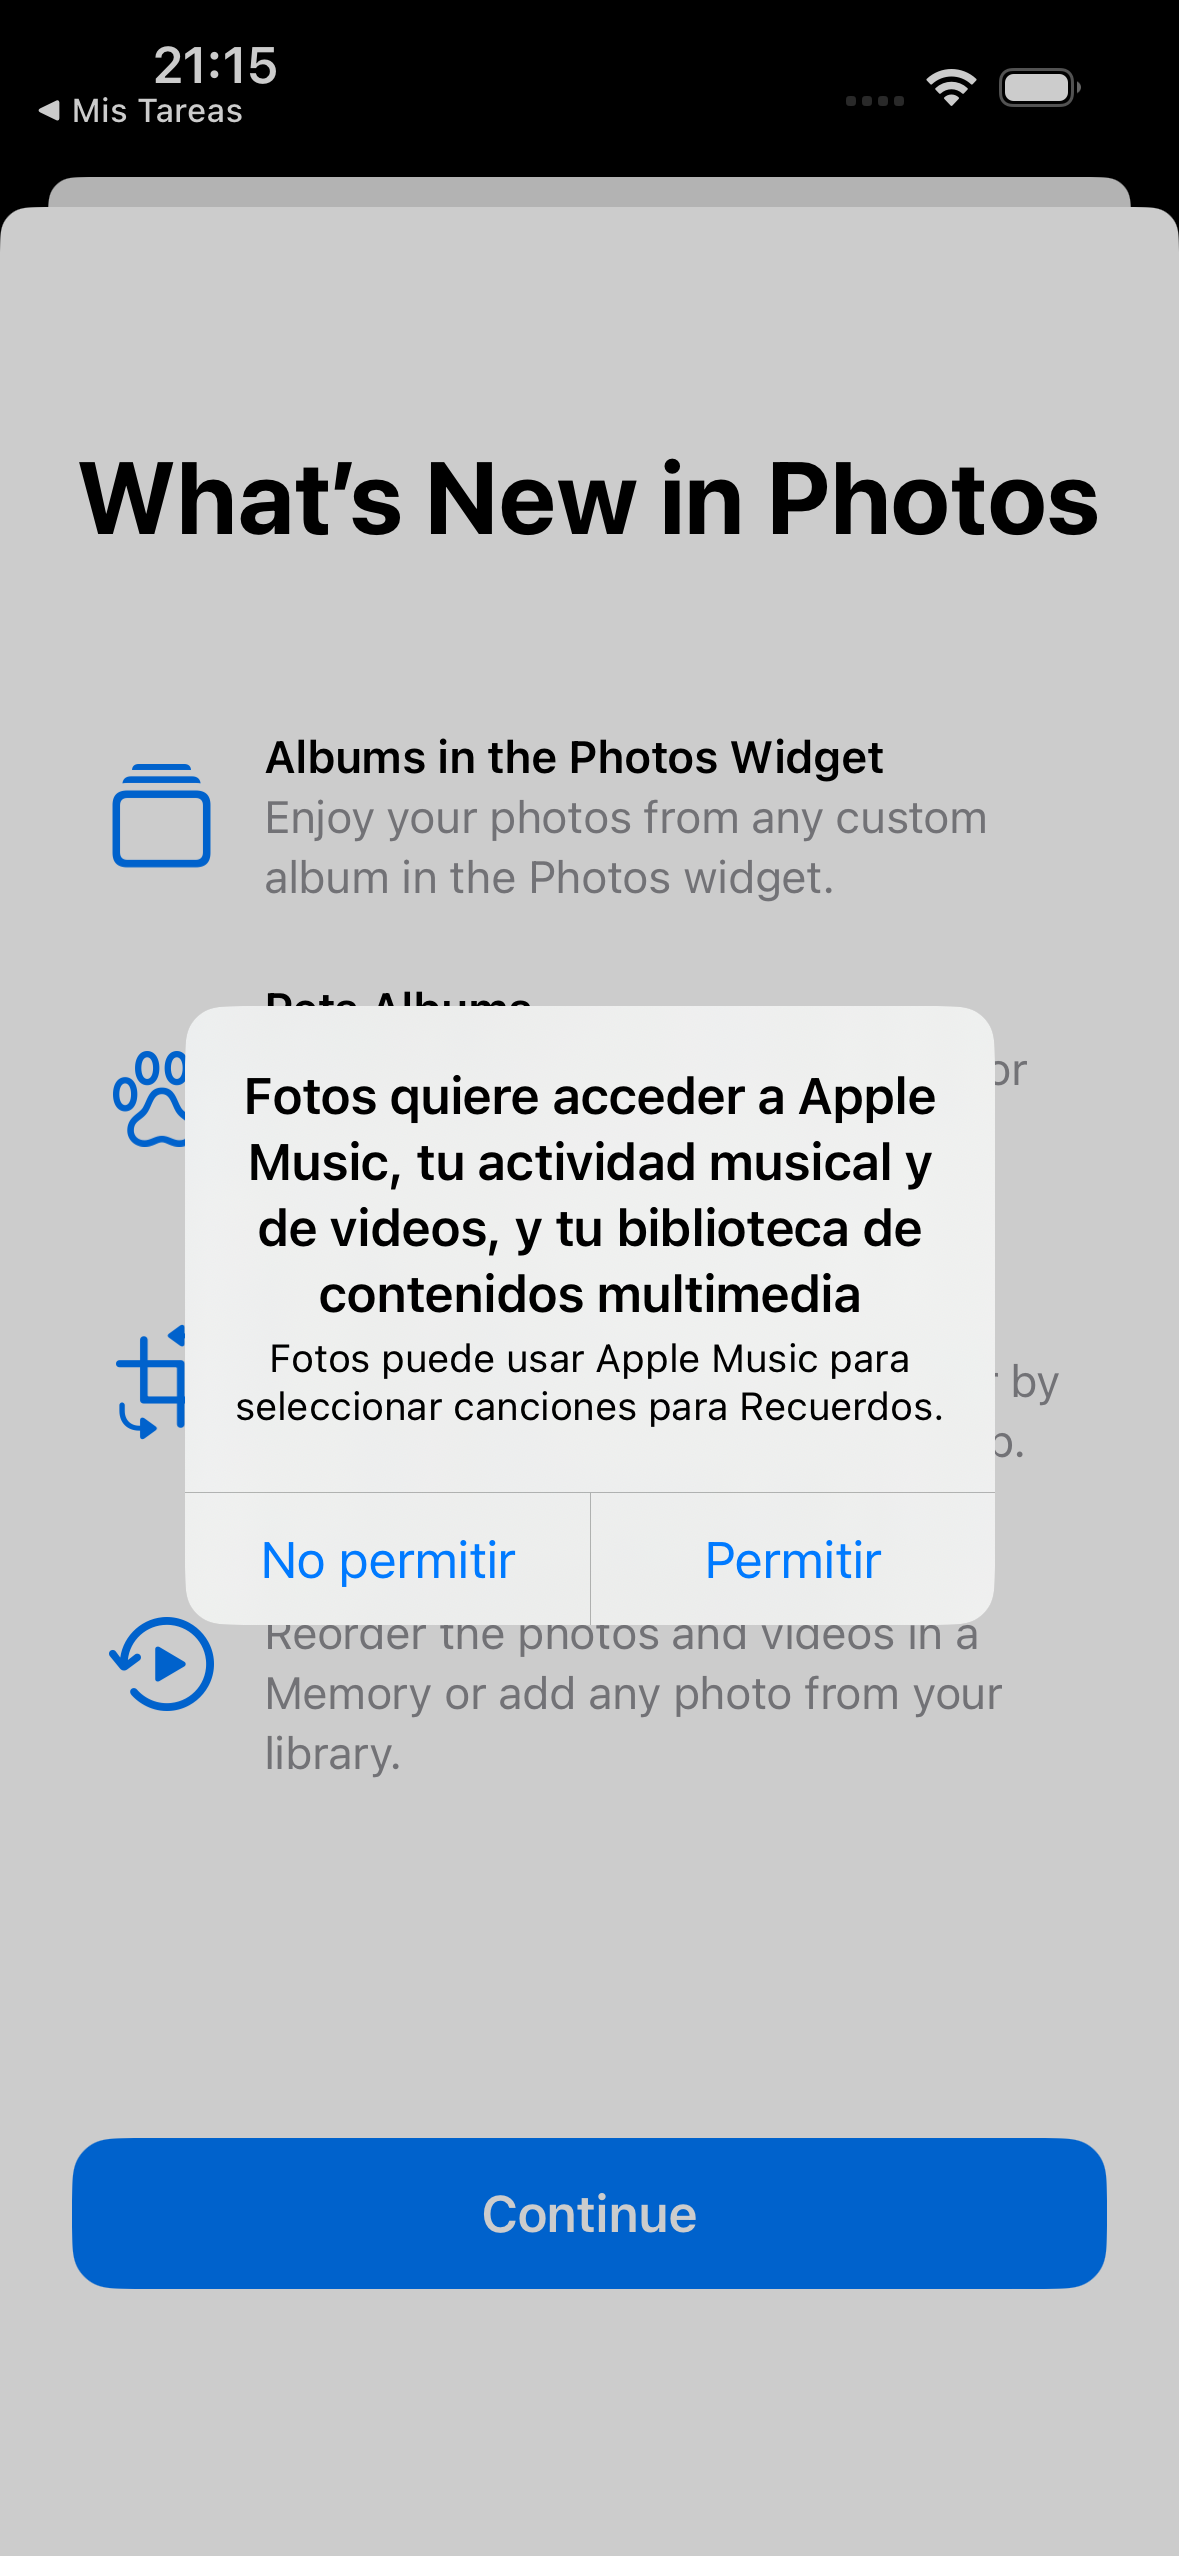 21:15
Mis Tareas
What's New in Photos
Albums in the Photos Widget
Enjoy your photos from any custom
album in the Photos widget.
Fotos quiere acceder a Apple
Music, tu actividad musical y
de videos, y tu biblioteca de
contenidos multimedia
Fotos puede usar Apple Music para
seleccionar canciones para Recuerdos.
by
No permitir
Permitir
Reorder the photos and videos in a
Memory or add any photo from your
library.
Continue